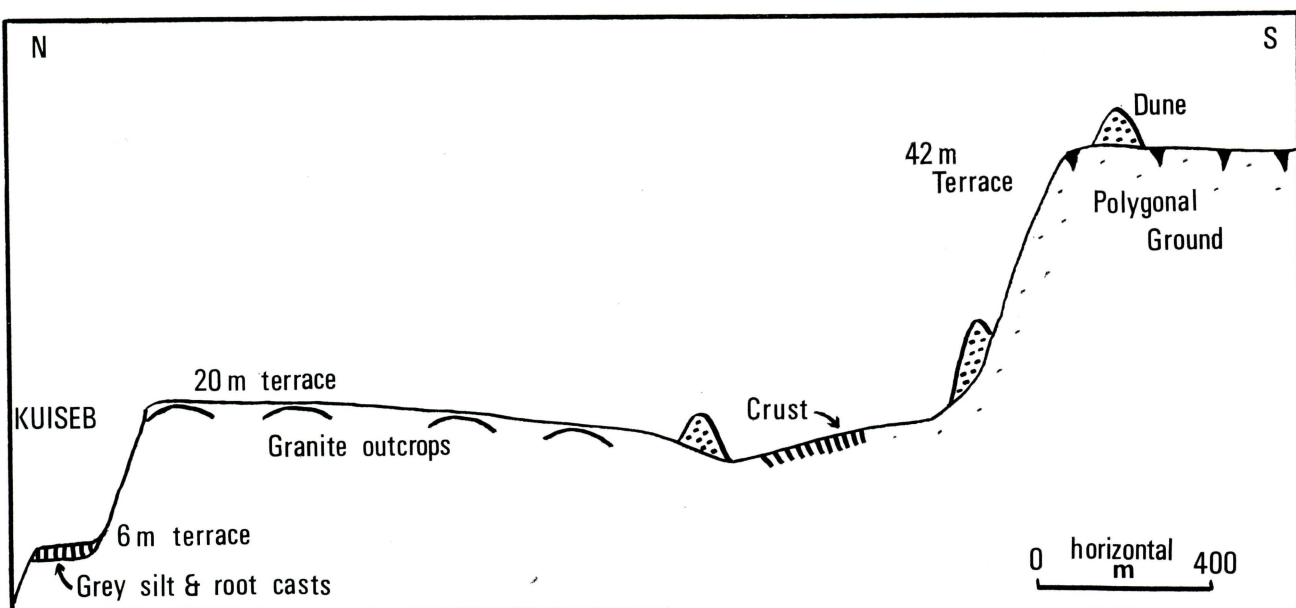 N
S
Dune
42 m
Terrace
Polygonal
Ground
20 m terrace
KUISEB
Granite outcrops
Crust
6 m terrace
Grey silt & root casts
0 horizontal 400
m